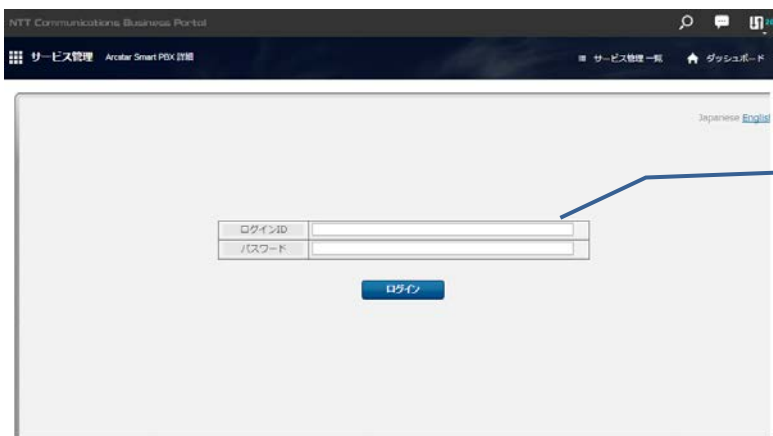 NTT Communications Business Portal
サービス管理 Arcstar Smart PBX 詳細
サービス管理一覧
ダッシュボード
Japanese Englis
ログインID
パスワード
ログイン